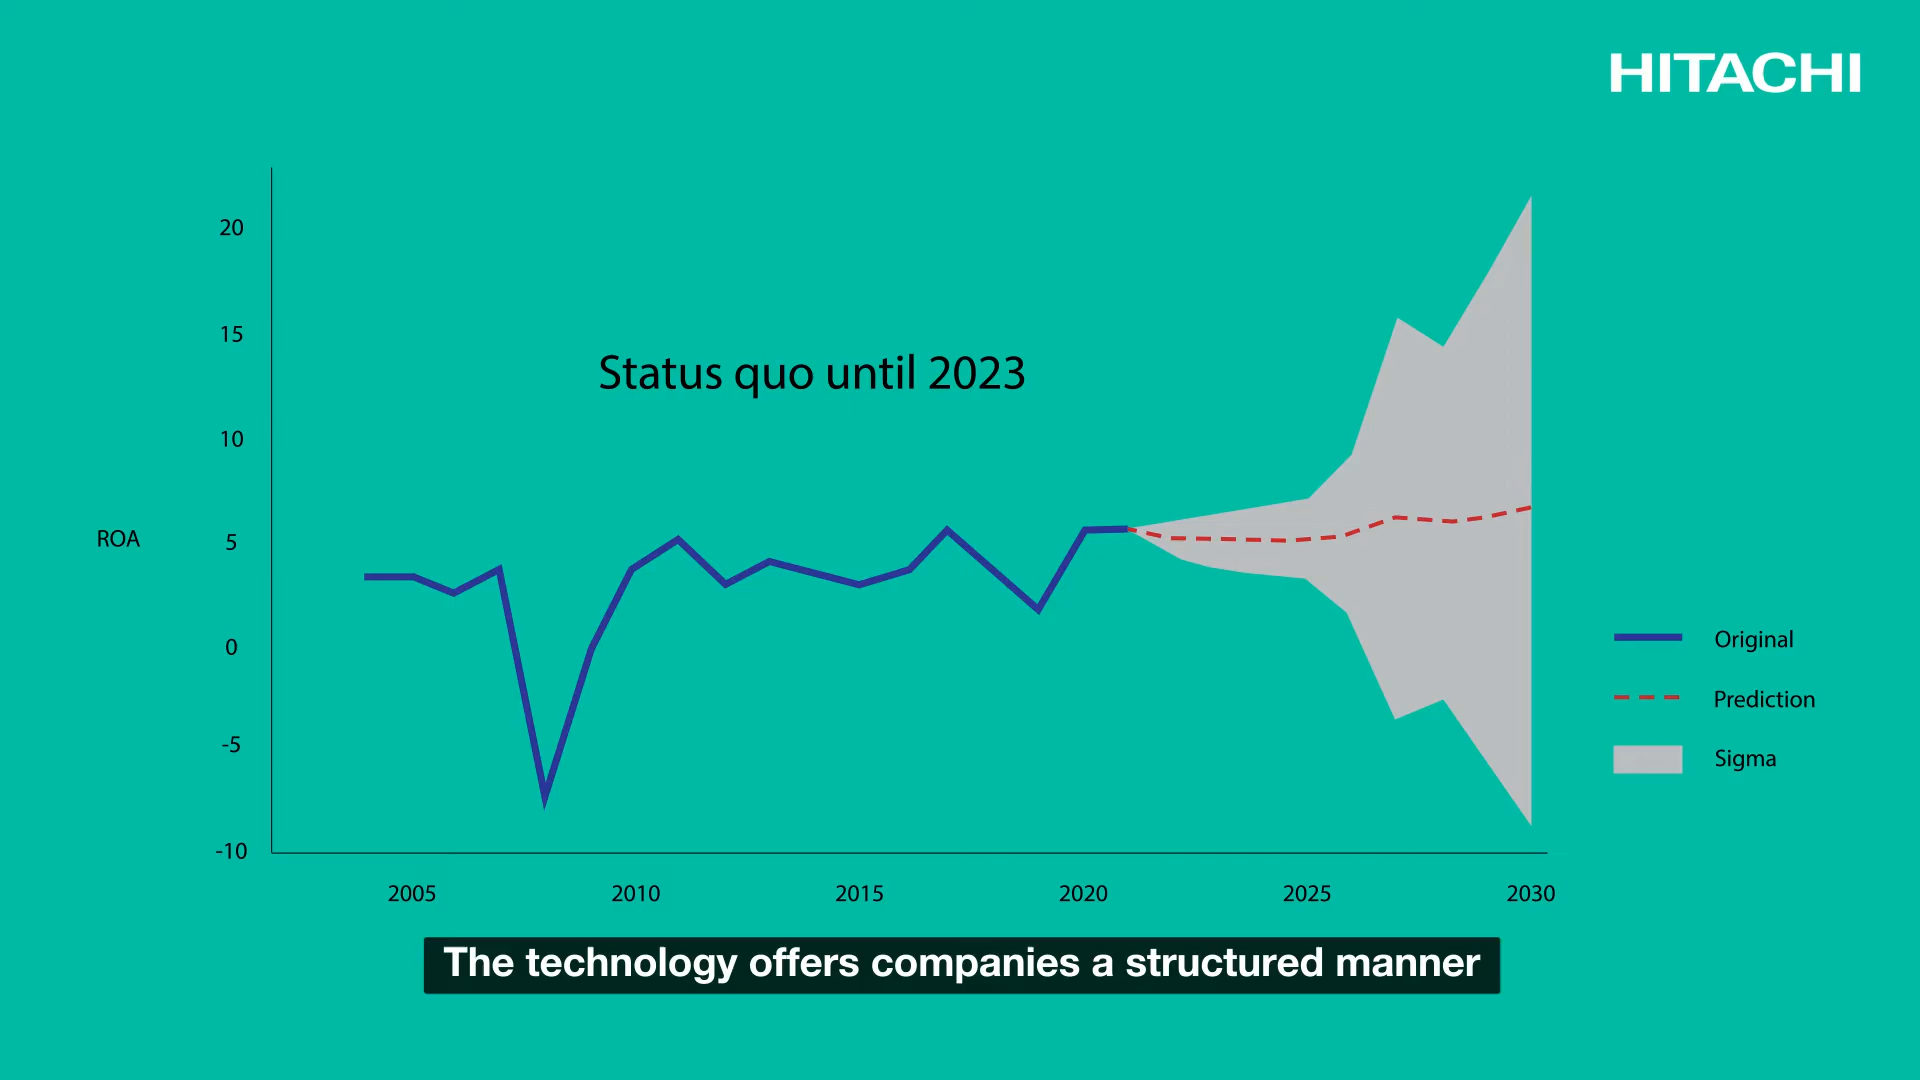 HITACHI
20
15
Status quo until 2023
10
ROA
5
0
-5
-10
Original
Prediction
Sigma
2005 2010 2015 2020 2025 2030
The technology offers companies a structured manner